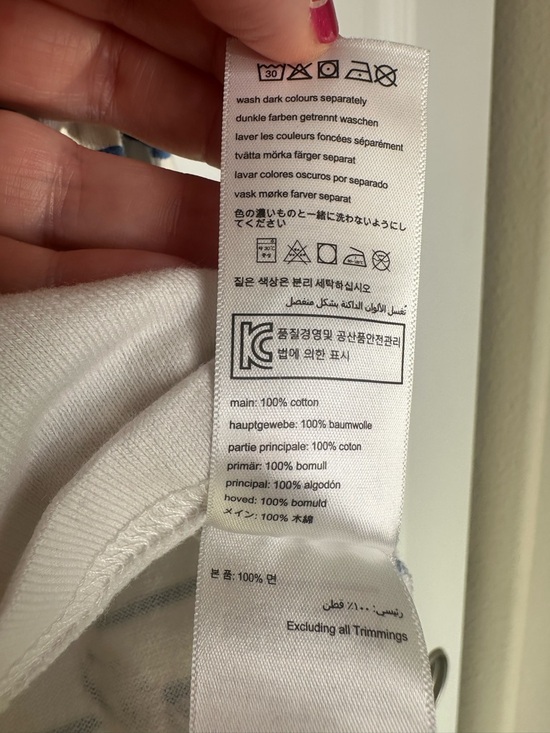 30
wash dark colours separately
dunkle farben getrennt waschen
laver les couleurs foncées séparément
tvätta mörka färger separat
lavar colores oscuros por separado
vask mørke farver separat
色の濃いものと一緒に洗わないようにし
てください
짙은 색상은 분리 세탁하십시오
تغسل الألوان الداكنة بشكل منفصل
품질경영및 공산품안전관리
법에 의한 표시
main: 100% cotton
hauptgewebe: 100% baumwolle
partie principale: 100% coton
primär: 100% bomull
principal: 100% algodón
hoved: 100% bomuld
メイン: 100% 木綿
본 품: 100% 면
رئيسي: ١٠٠٪ قطن
Excluding all Trimmings